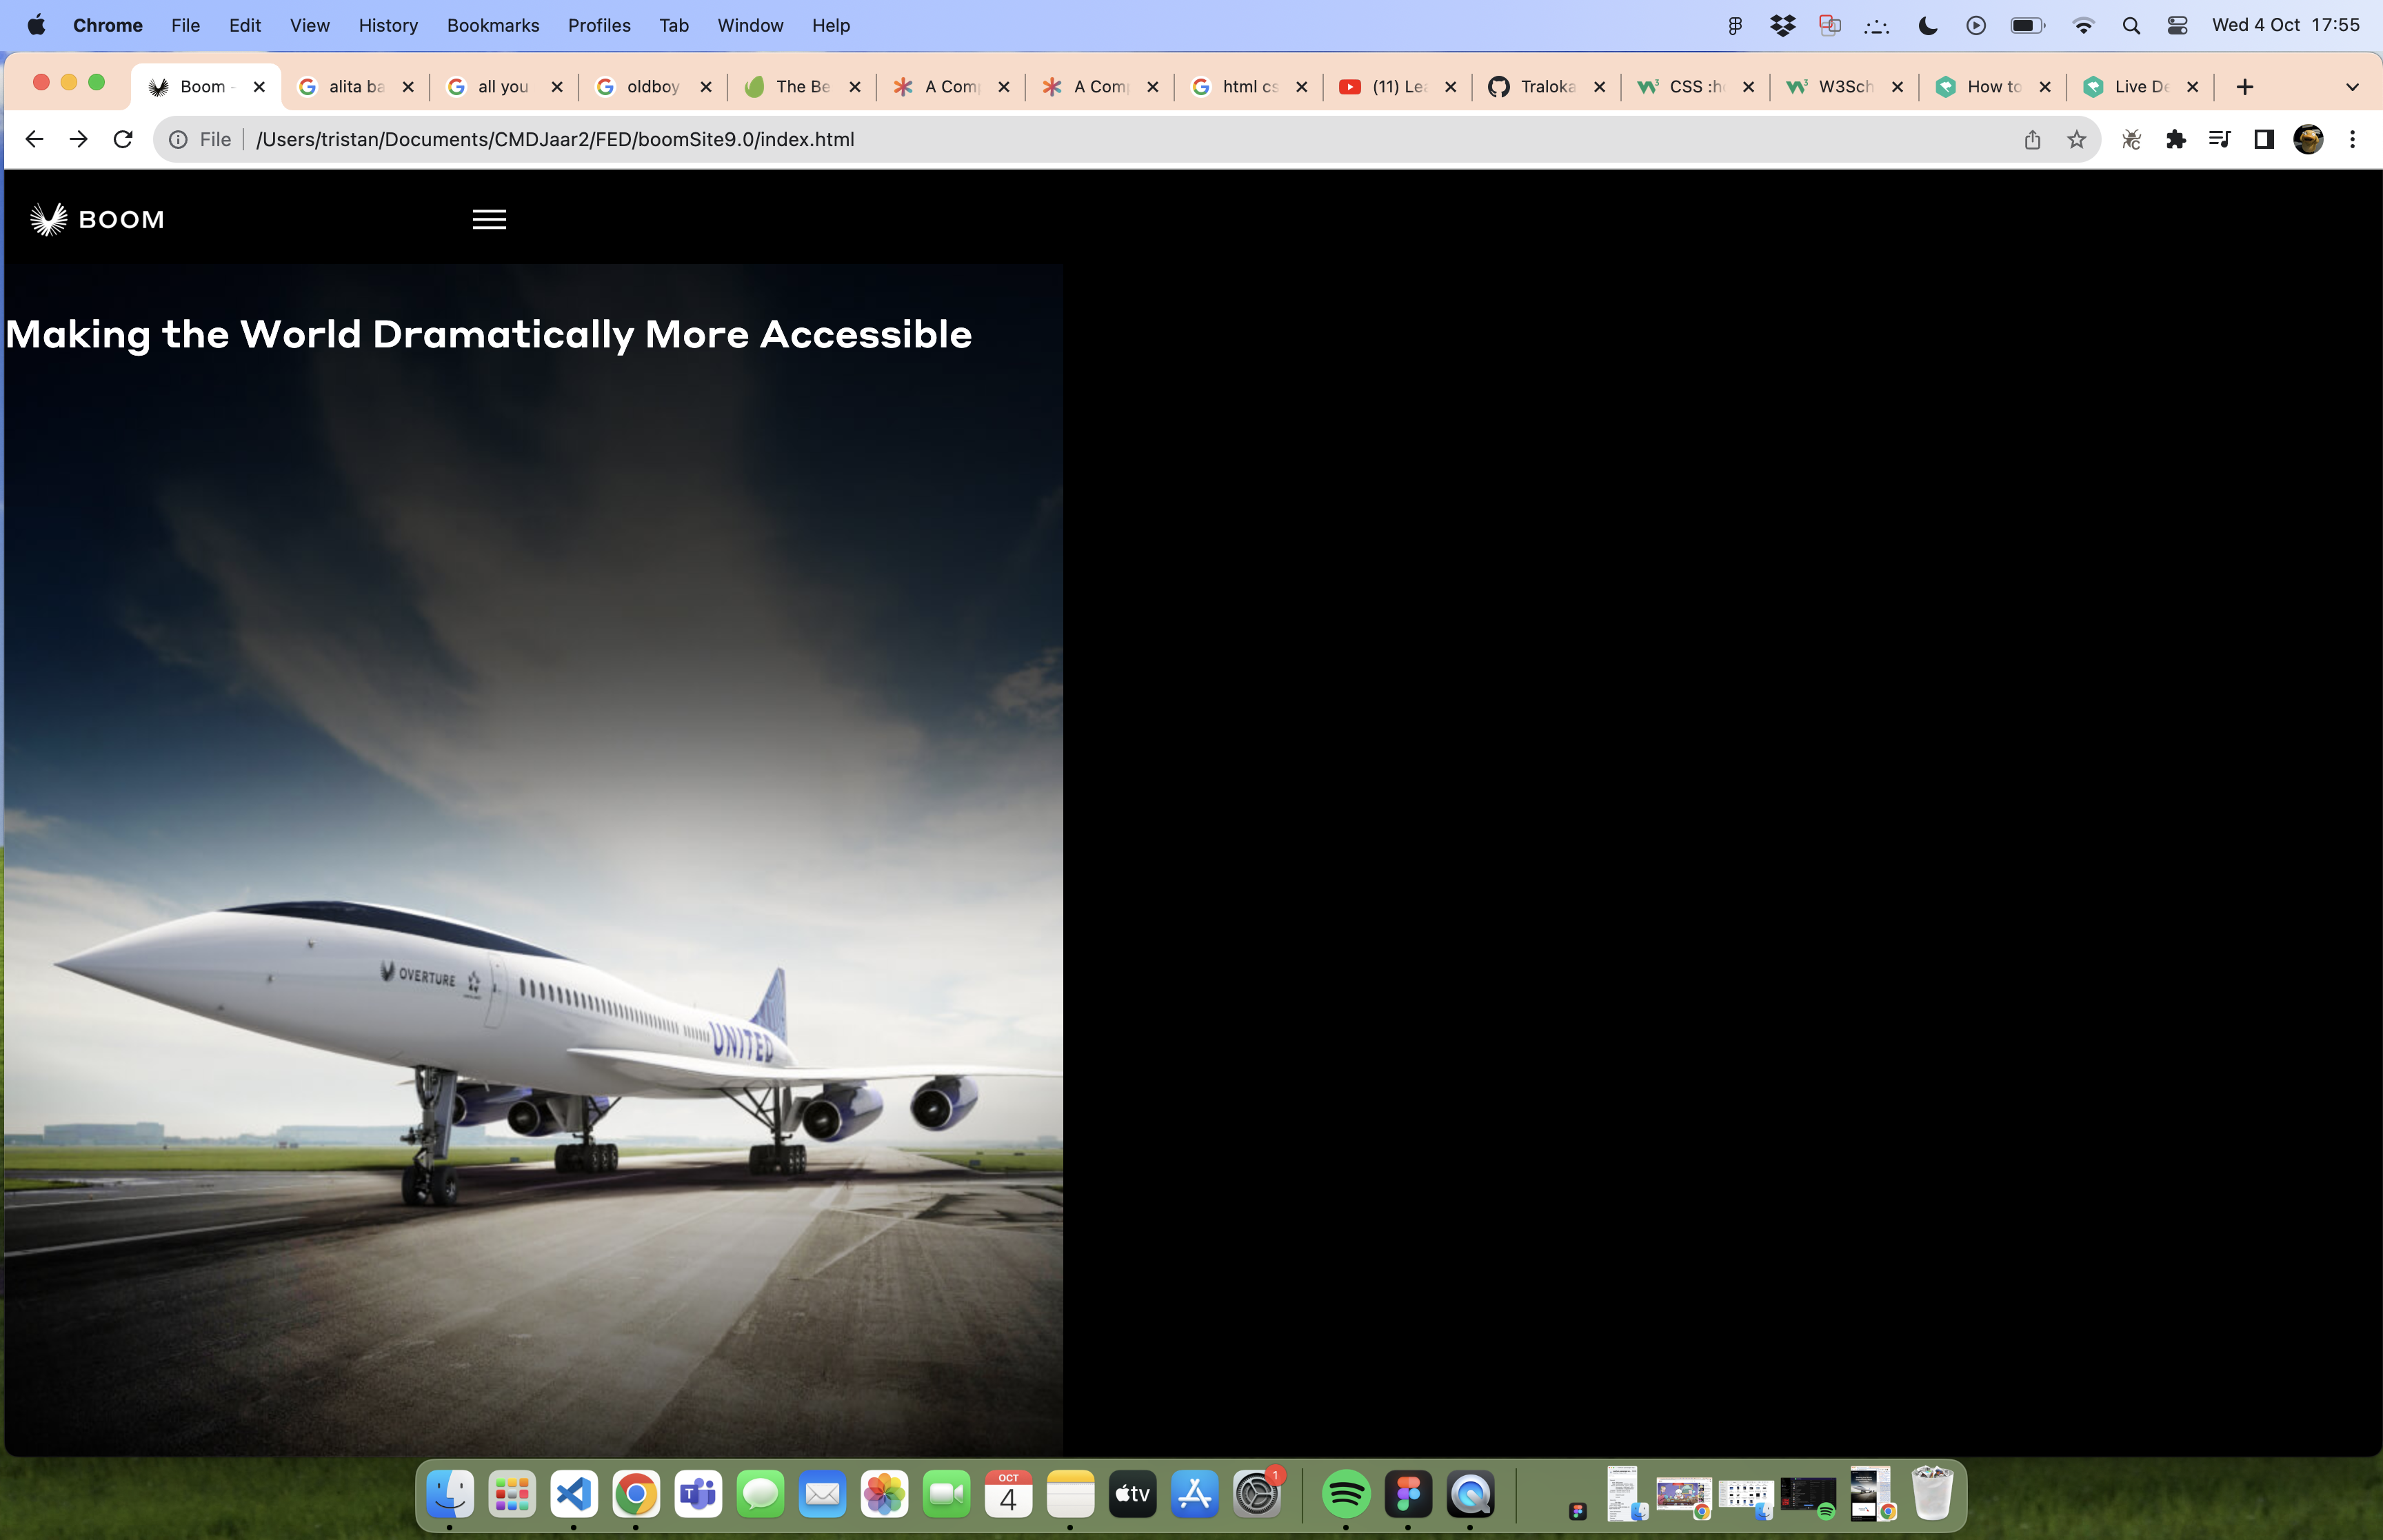 Chrome File Edit View History Bookmarks Profiles Tab Window Help Wed 4 Oct 17:55
Boom - alita ba all you oldboy The Be A Com A Com html cs (11) Le Traloka CSS :h W3Sch How to Live De
File /Users/tristan/Documents/CMDJaar2/FED/boomSite9.0/index.html
BOOM
Making the World Dramatically More Accessible
OVERTURE
UNITED
OCT
4
tv
1